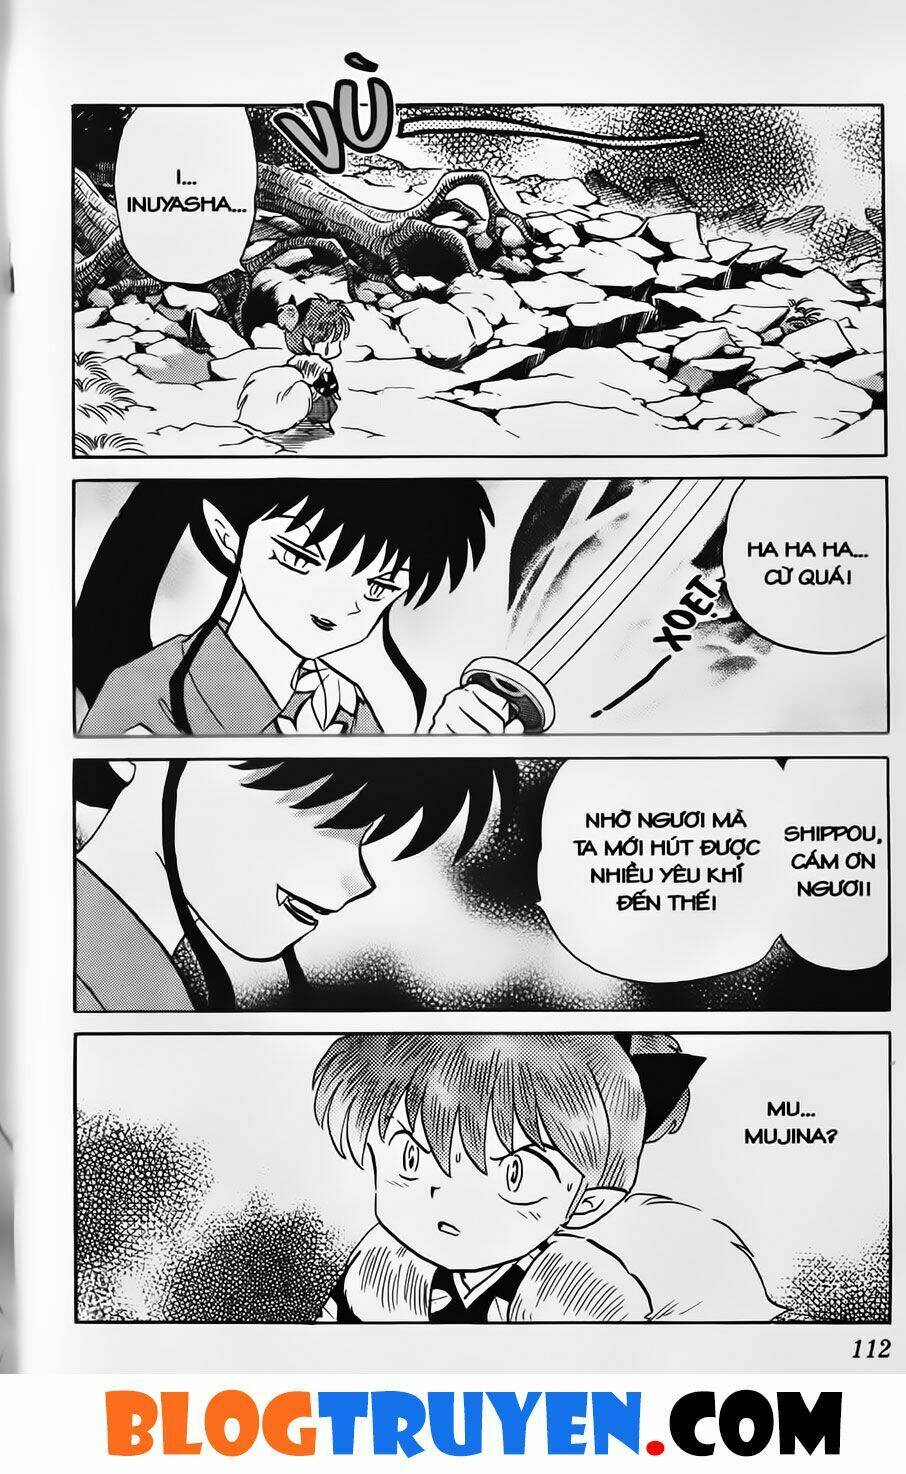 VÙ
I...
INUYASHA...
HA HA HA...
CỪ QUÁ!
XOẸT
SHIPPOU,
CÁM ƠN
NGƯƠI!
NHỜ NGƯƠI MÀ
TA MỚI HÚT ĐƯỢC
NHIỀU YÊU KHÍ
ĐẾN THẾ!
MU...
MUJINA?
112
BLOGTRUYEN.COM